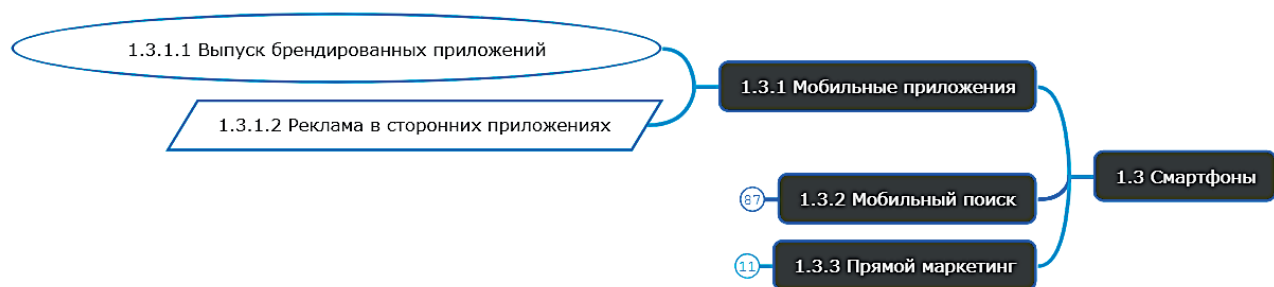 1.3.1.1 Выпуск брендированных приложений
1.3.1 Мобильные приложения
1.3.1.2 Реклама в сторонних приложениях
1.3 Смартфоны
87
1.3.2 Мобильный поиск
11
1.3.3 Прямой маркетинг